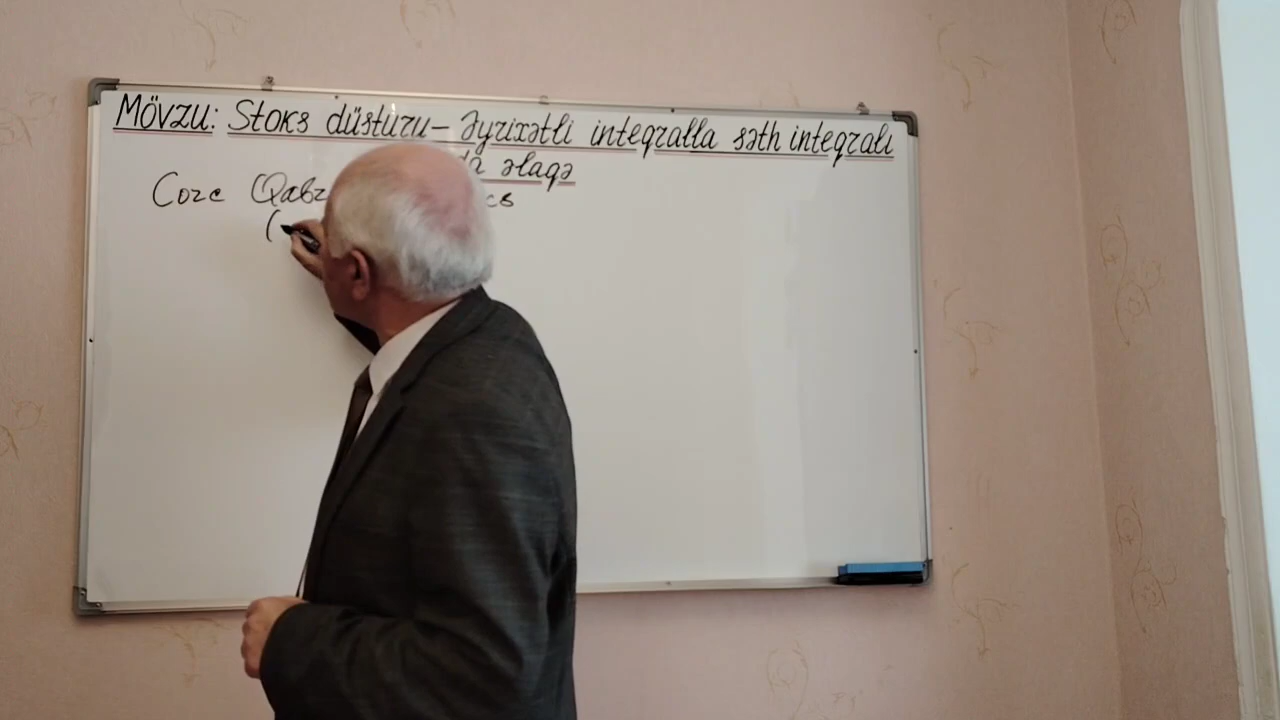 Mövzu: Stoks düsturu– Əyrixətli inteqralla səth inteqralı
əlaqə
Corc
(